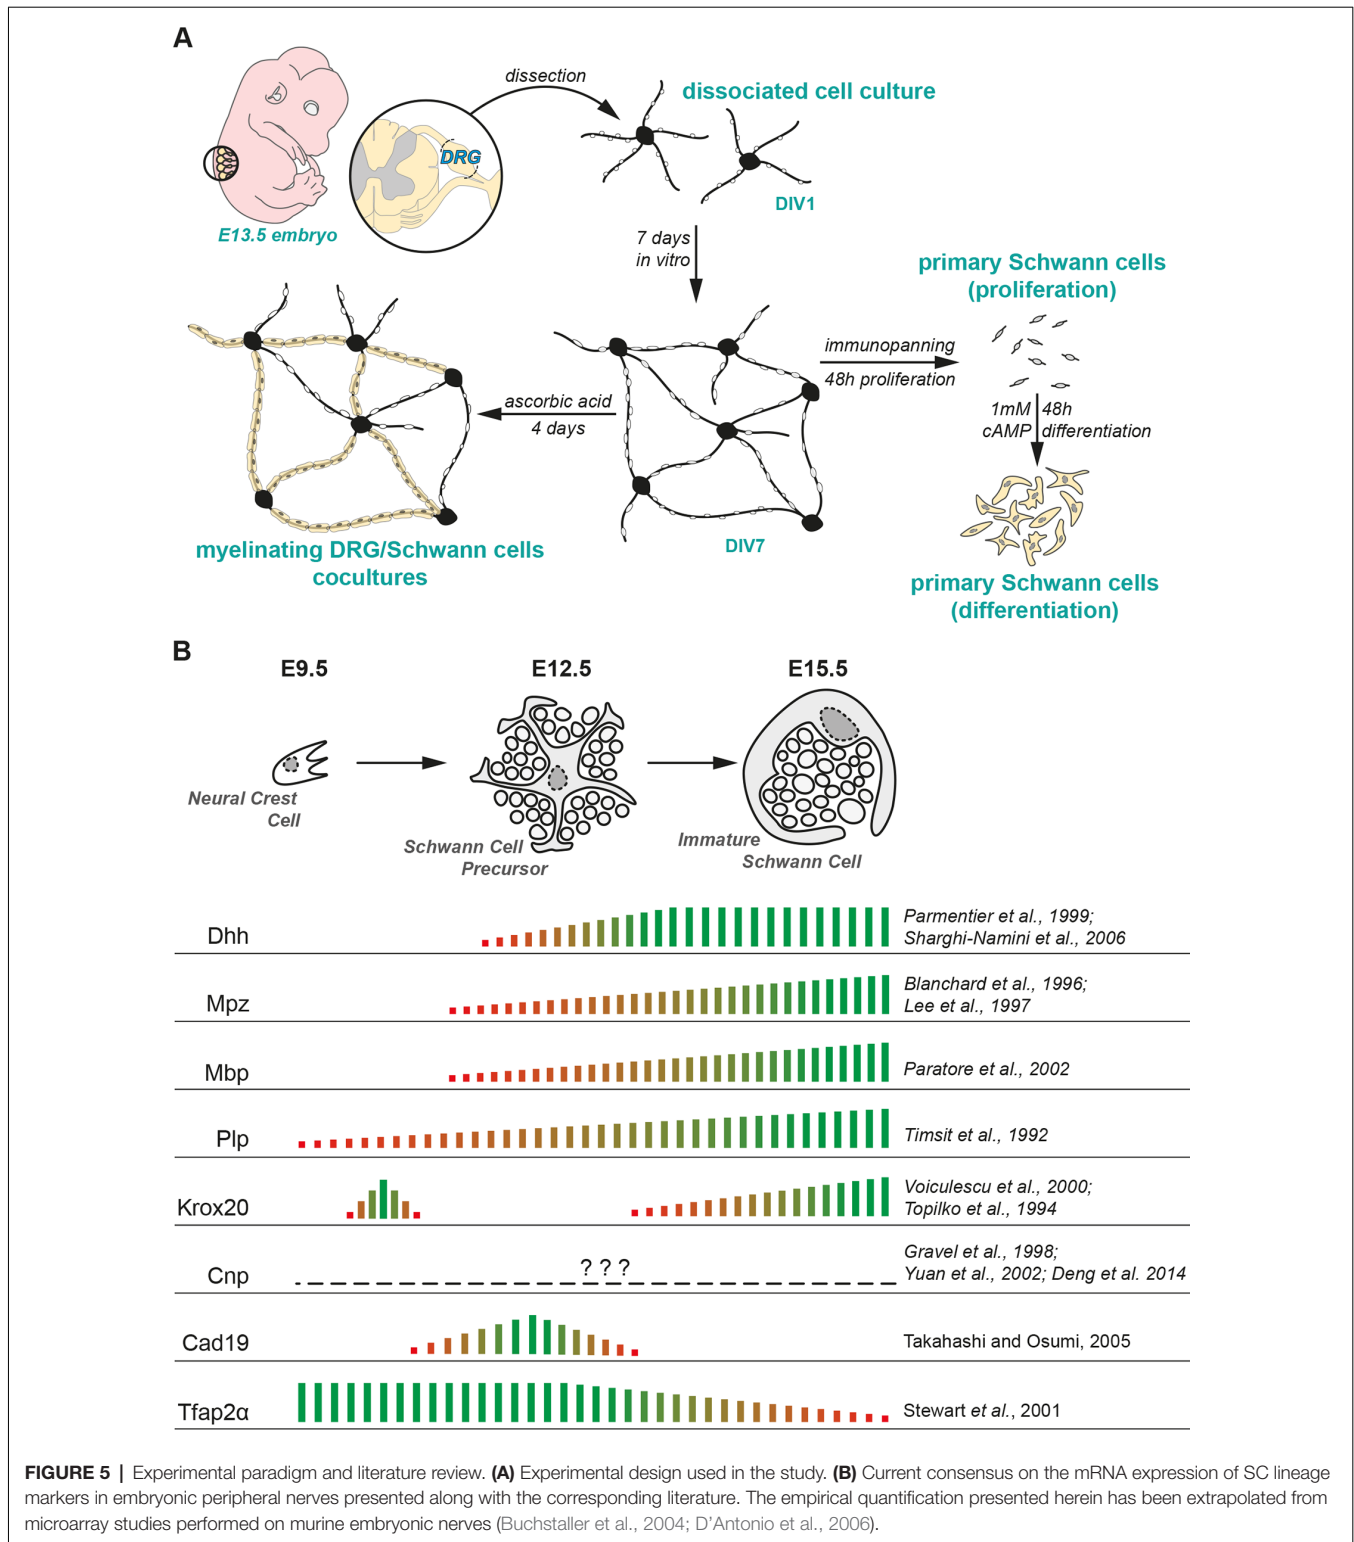 A
dissection
dissociated cell culture
DRG
DIV1
E13.5 embryo
7 days
in vitro
primary Schwann cells
(proliferation)
immunopanning
48h proliferation
ascorbic acid
4 days
1mM 48h
cAMP differentiation
DIV7
myelinating DRG/Schwann cells
cocultures
primary Schwann cells
(differentiation)
B
E9.5 E12.5 E15.5
Neural Crest
Cell
Schwann Cell
Precursor
Immature
Schwann Cell
Dhh
Parmentier et al., 1999;
Sharghi-Namini et al., 2006
Mpz
Blanchard et al., 1996;
Lee et al., 1997
Mbp
Paratore et al., 2002
Plp
Timsit et al., 1992
Krox20
Voiculescu et al., 2000;
Topilko et al., 1994
Cnp
? ? ?
Gravel et al., 1998;
Yuan et al., 2002; Deng et al. 2014
Cad19
Takahashi and Osumi, 2005
Tfap2α
Stewart et al., 2001
FIGURE 5 | Experimental paradigm and literature review. (A) Experimental design used in the study. (B) Current consensus on the mRNA expression of SC lineage
markers in embryonic peripheral nerves presented along with the corresponding literature. The empirical quantification presented herein has been extrapolated from
microarray studies performed on murine embryonic nerves (Buchstaller et al., 2004; D’Antonio et al., 2006).